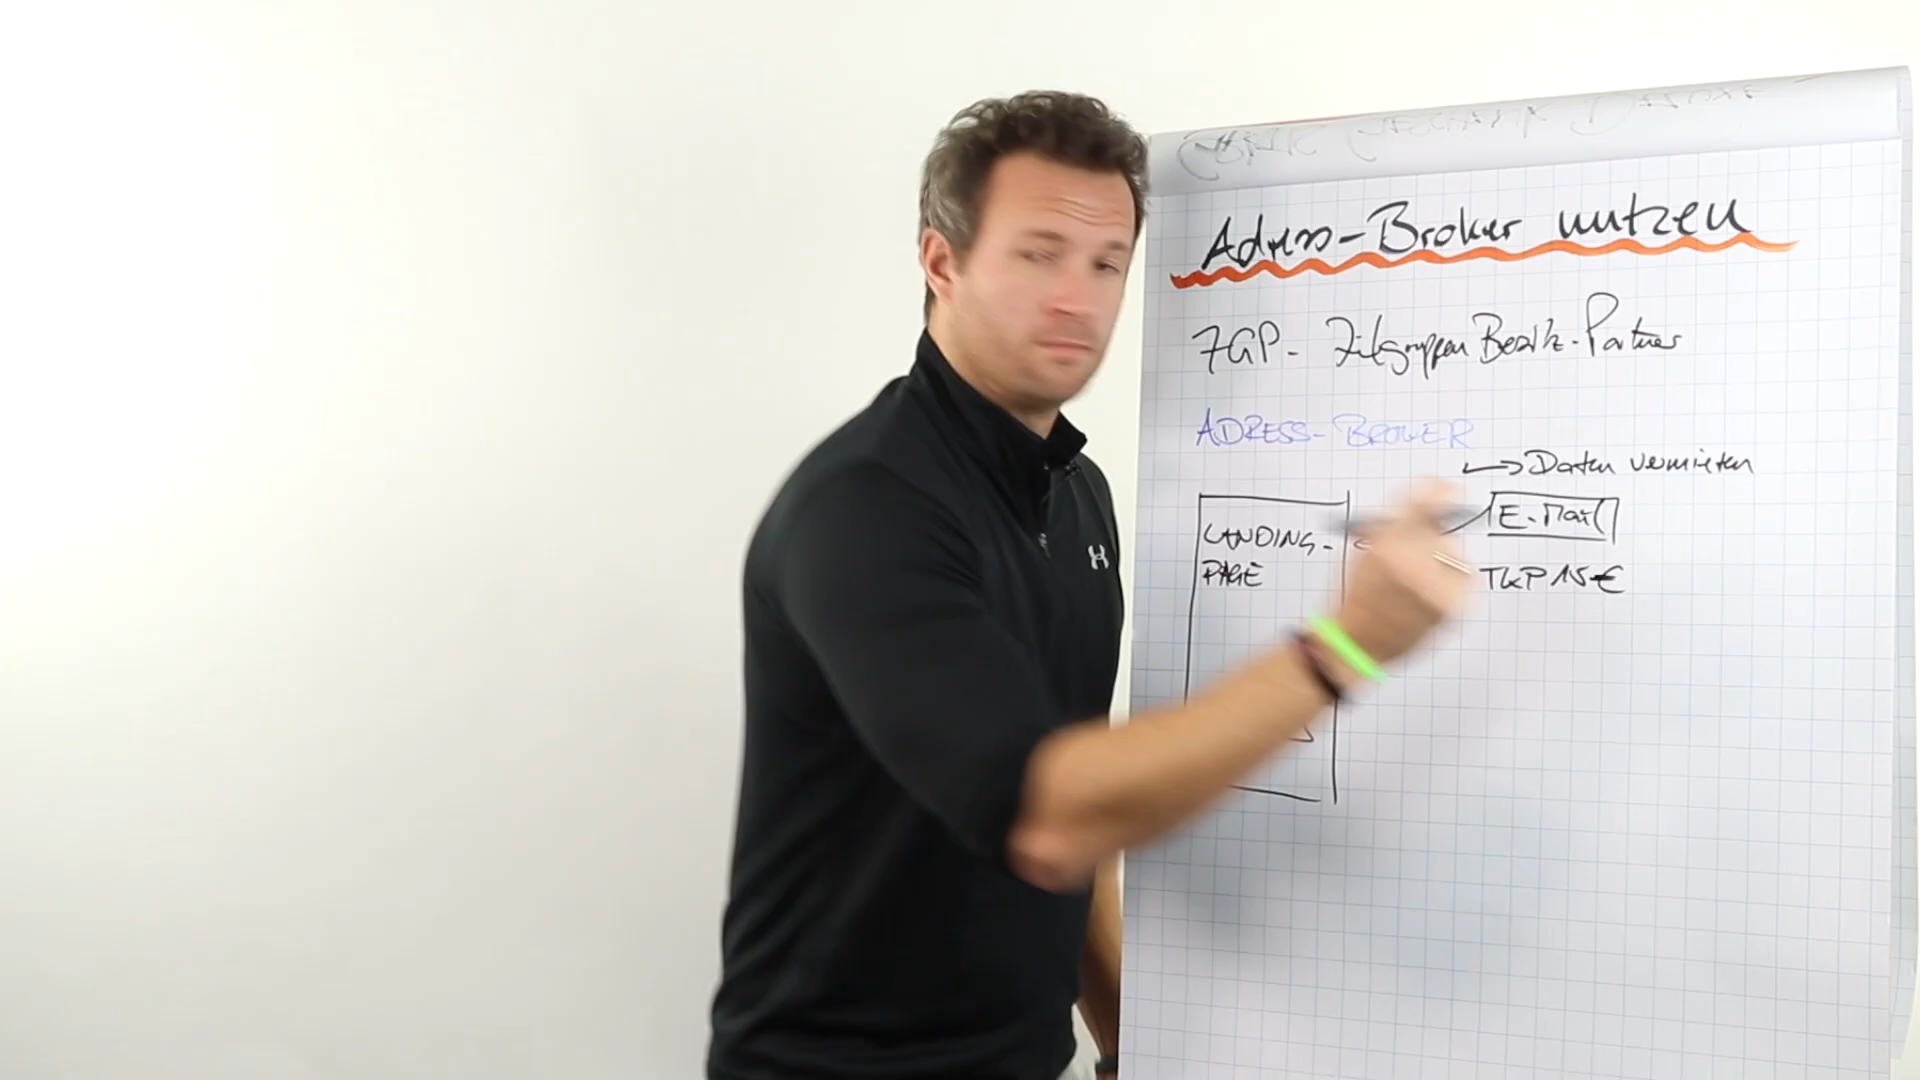 Adress-Broker nutzen
ZGP- Zielgruppen Besitz-Partner
ADRESS-BROKER
Daten vermieten
E-Mail
LANDING-
PAGE
TKP 15€